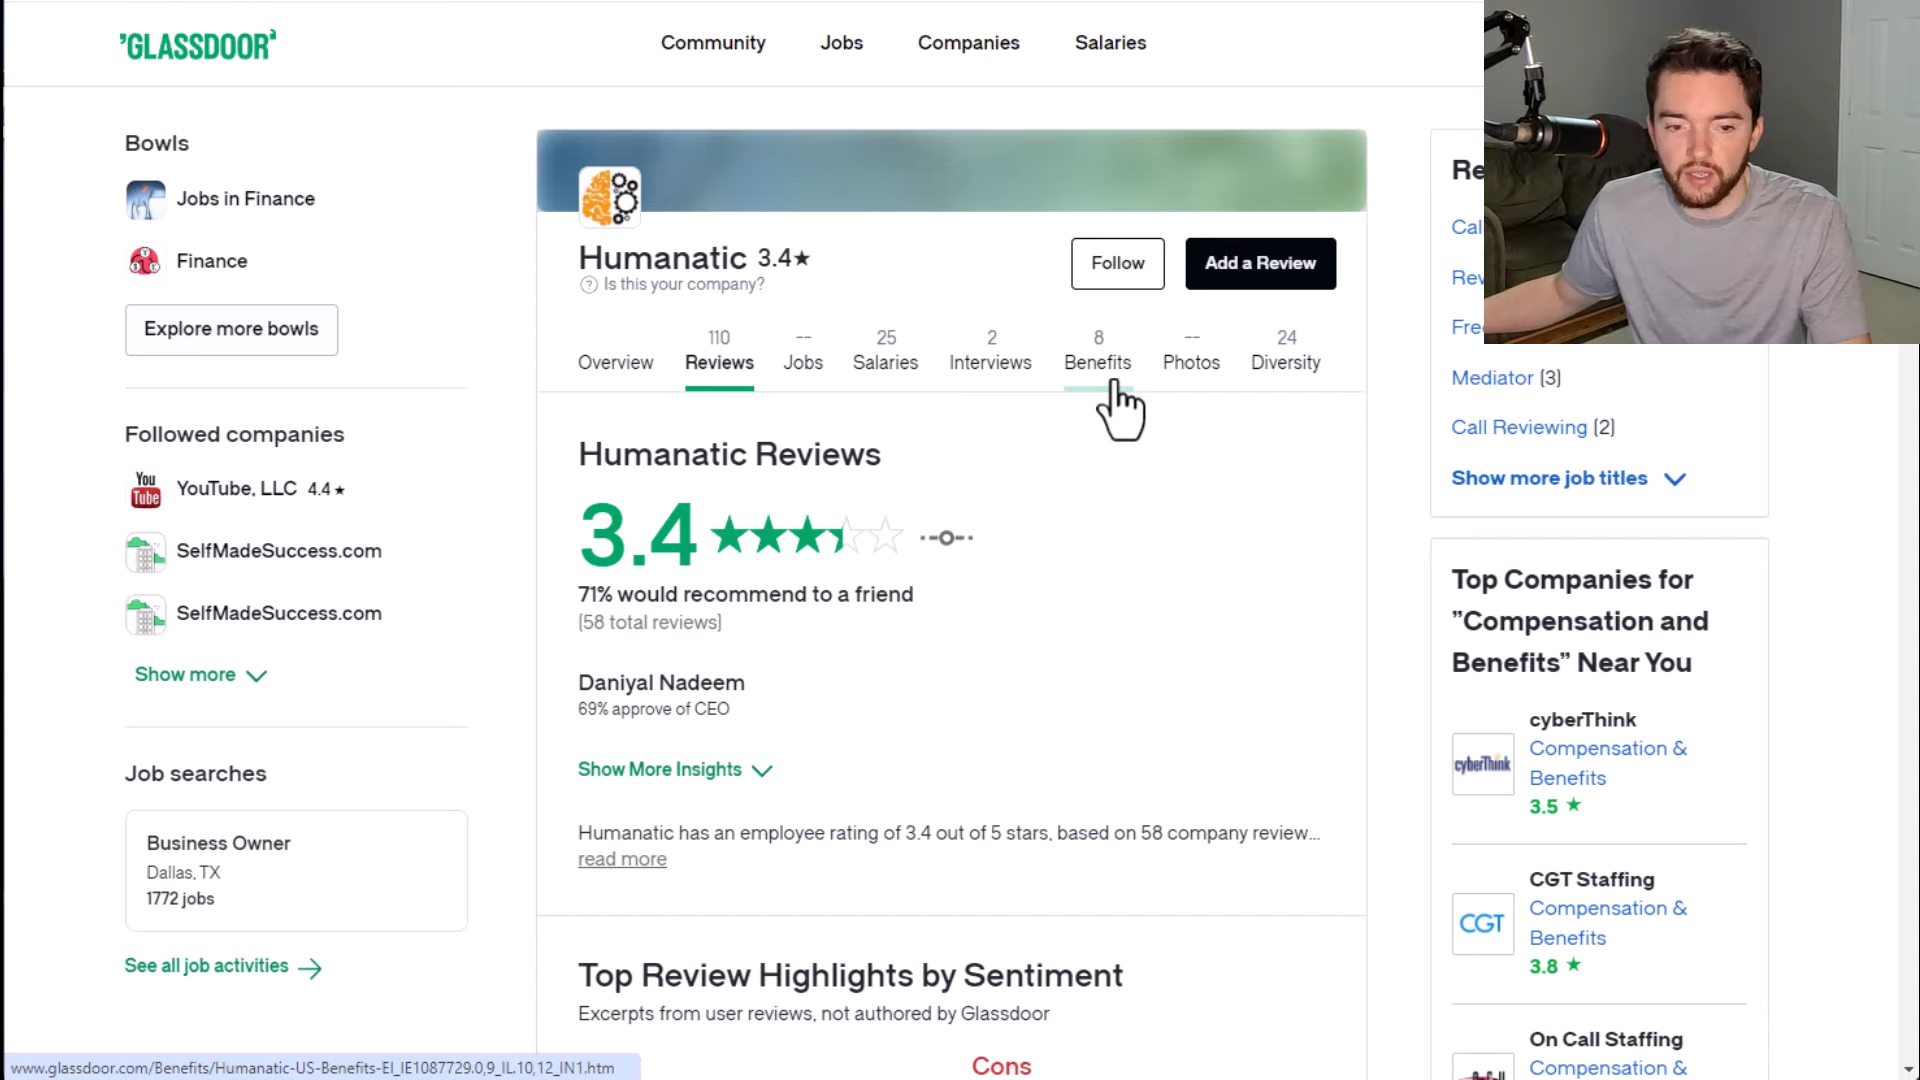 GLASSDOOR
Community
Jobs
Companies
Salaries
Bowls
Jobs in Finance
Finance
Explore more bowls
Followed companies
You
Tube
YouTube, LLC 4.4★
SelfMadeSuccess.com
SelfMadeSuccess.com
Show more
Job searches
Business Owner
Dallas, TX
1772 jobs
See all job activities
Humanatic 3.4★
? Is this your company?
Follow
Add a Review
Overview
110
Reviews
--
Jobs
25
Salaries
2
Interviews
8
Benefits
--
Photos
24
Diversity
Humanatic Reviews
3.4
71% would recommend to a friend
(58 total reviews)
Daniyal Nadeem
69% approve of CEO
Show More Insights
Humanatic has an employee rating of 3.4 out of 5 stars, based on 58 company review...
read more
Top Review Highlights by Sentiment
Excerpts from user reviews, not authored by Glassdoor
Cons
Re
Cal
Rev
Fre
Mediator (3)
Call Reviewing (2)
Show more job titles
Top Companies for
"Compensation and
Benefits" Near You
cyberThink
cyberThink
Compensation &
Benefits
3.5 ★
CGT
CGT Staffing
Compensation &
Benefits
3.8 ★
On Call Staffing
Compensation &
www.glassdoor.com/Benefits/Humanatic-US-Benefits-EI_IE1087729.0,9_IL.10,12_IN1.htm